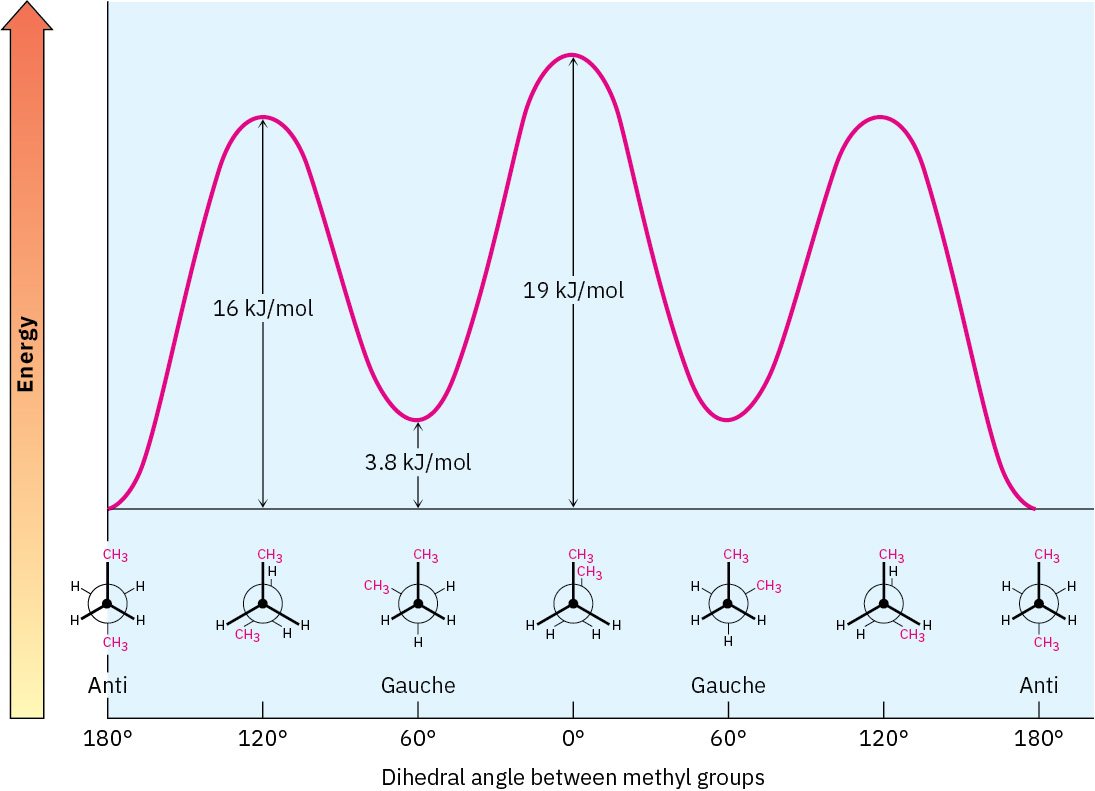 Energy
16 kJ/mol
19 kJ/mol
3.8 kJ/mol
CH₃ CH₃ CH₃ CH₃ CH₃ CH₃ CH₃
H H H CH₃ H CH₃ H CH₃ H H H
H H H H H H H H H H H H H H
CH₃ CH₃ H H H H H H H CH₃ CH₃
Anti Gauche Gauche Anti
180° 120° 60° 0° 60° 120° 180°
Dihedral angle between methyl groups